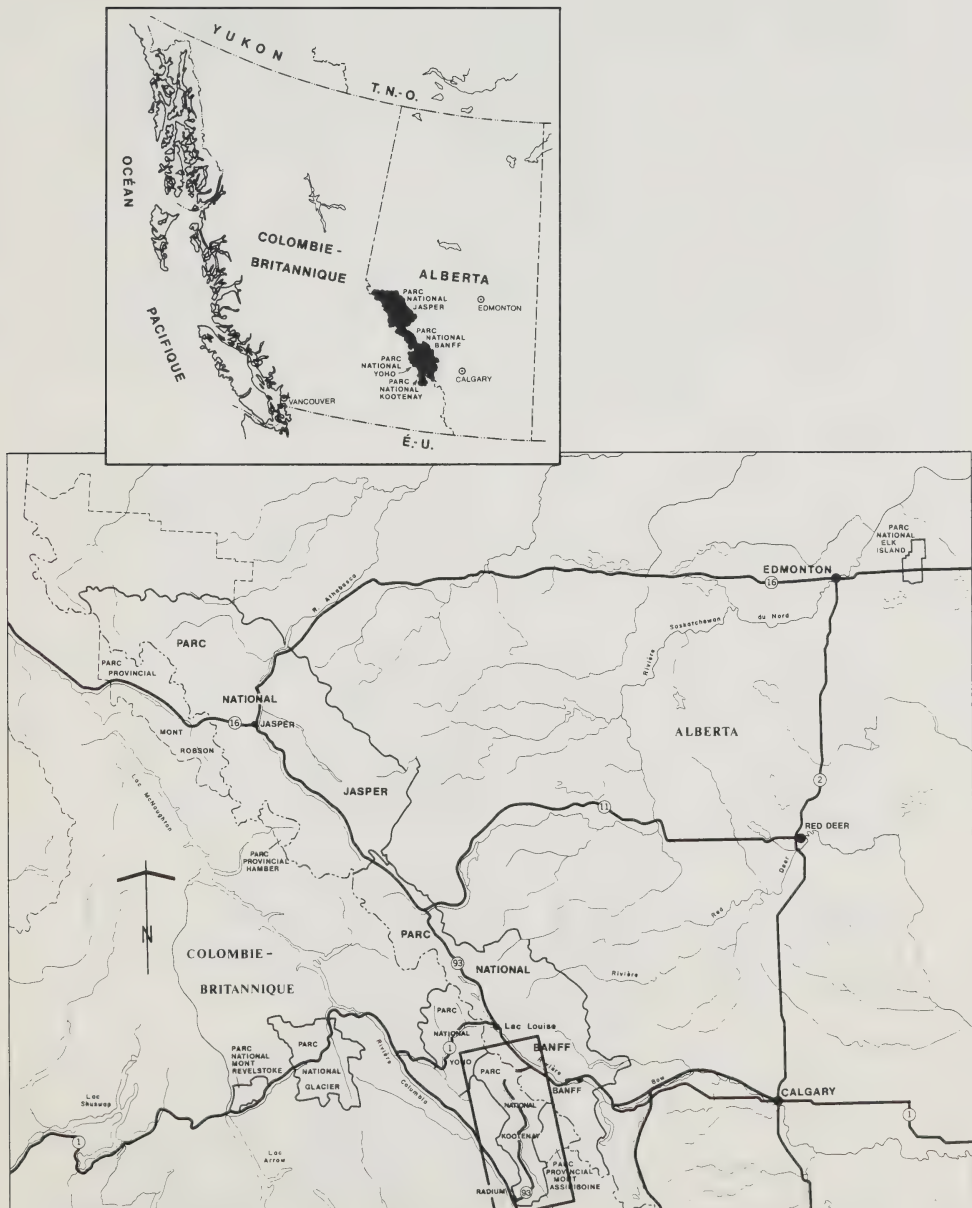 YUKON
T.N.-O.
OCÉAN
PACIFIQUE
COLOMBIE-
BRITANNIQUE
ALBERTA
PARC
NATIONAL
JASPER
EDMONTON
PARC
NATIONAL
BANFF
PARC
NATIONAL
YOHO
PARC
NATIONAL
KOOTENAY
CALGARY
VANCOUVER
É.-U.
PARC
NATIONAL
ELK
ISLAND
EDMONTON
16
R. Athabasca
Rivière Saskatchewan du Nord
PARC
NATIONAL
JASPER
PARC
PROVINCIAL
MONT
ROBSON
16
JASPER
ALBERTA
Lac McNaughton
2
11
RED DEER
Rivière Red Deer
PARC
PROVINCIAL
HAMBER
N
COLOMBIE-
BRITANNIQUE
PARC
NATIONAL
BANFF
93
PARC
NATIONAL
YOHO
1
Lac Louise
PARC
NATIONAL
MONT
REVELSTOKE
PARC
NATIONAL
GLACIER
Rivière Columbia
Rivière Bow
BANFF
CALGARY
1
Lac
Shuswap
1
Lac
Arrow
PARC
NATIONAL
KOOTENAY
PARC
PROVINCIAL
MONT
ASSINIBOINE
RADIUM
93